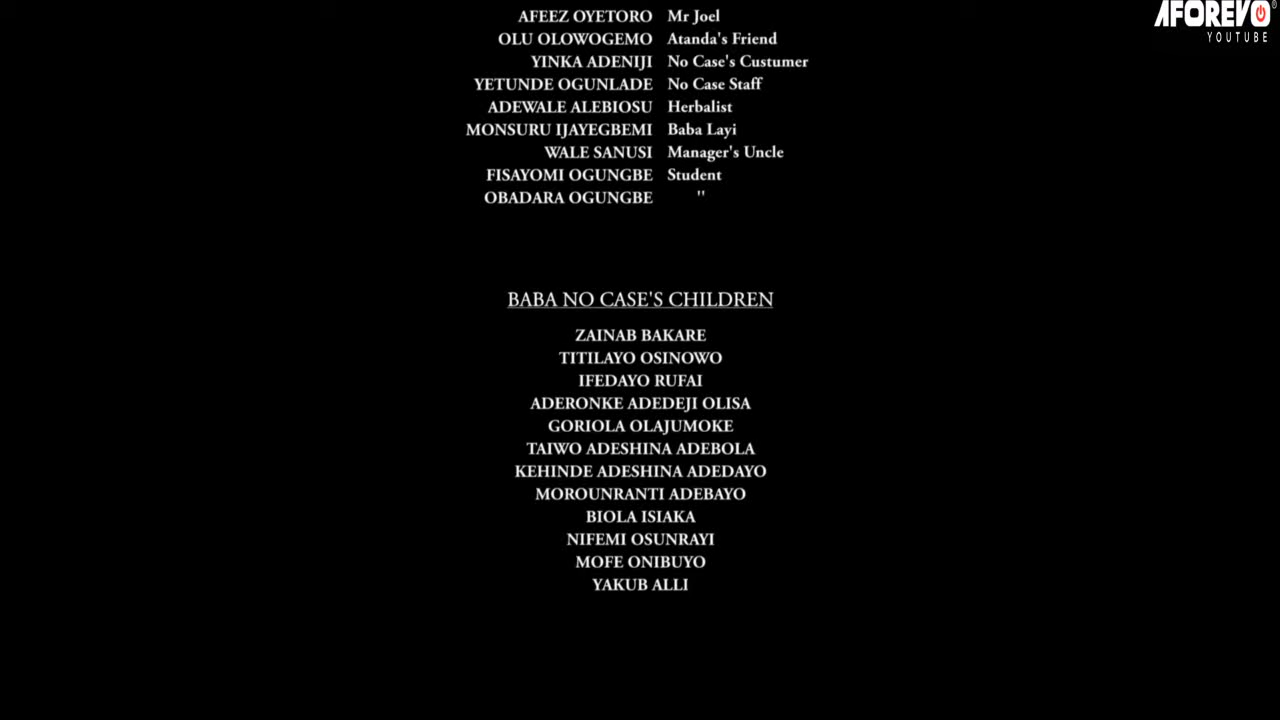 AFOREVO®
YOUTUBE
AFEEZ OYETORO Mr Joel
OLU OLOWOGEMO Atanda's Friend
YINKA ADENIJI No Case's Custumer
YETUNDE OGUNLADE No Case Staff
ADEWALE ALEBIOSU Herbalist
MONSURU IJAYEGBEMI Baba Layi
WALE SANUSI Manager's Uncle
FISAYOMI OGUNGBE Student
OBADARA OGUNGBE "
BABA NO CASE'S CHILDREN
ZAINAB BAKARE
TITILAYO OSINOWO
IFEDAYO RUFAI
ADERONKE ADEDEJI OLISA
GORIOLA OLAJUMOKE
TAIWO ADESHINA ADEBOLA
KEHINDE ADESHINA ADEDAYO
MOROUNRANTI ADEBAYO
BIOLA ISIAKA
NIFEMI OSUNRAYI
MOFE ONIBUYO
YAKUB ALLI